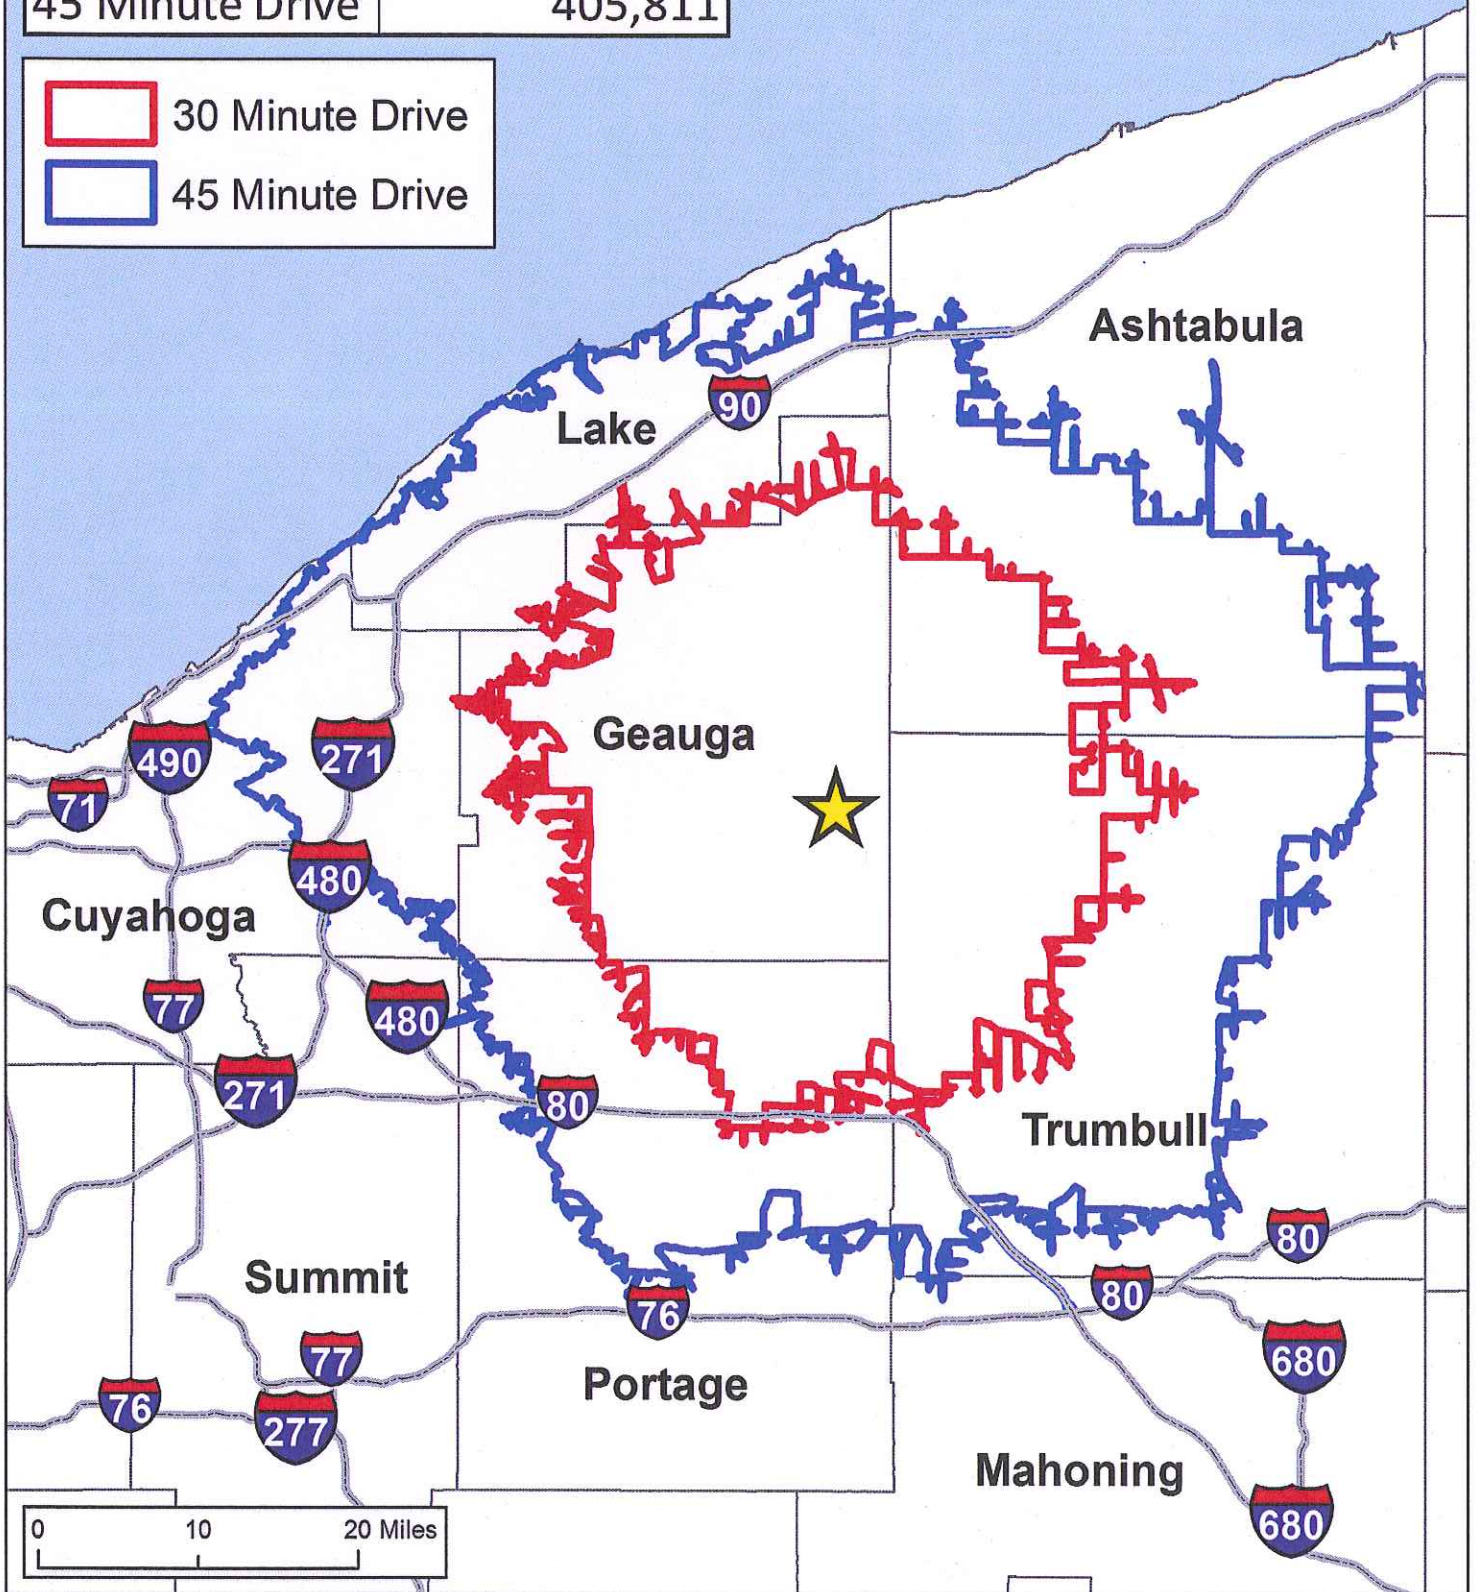 45 Minute Drive 405,811
30 Minute Drive
45 Minute Drive
Ashtabula
90
Lake
Geauga
490
271
71
480
Cuyahoga
77
480
271
80
Trumbull
80
Summit
80
76
77
680
Portage
76
277
Mahoning
680
0 10 20 Miles